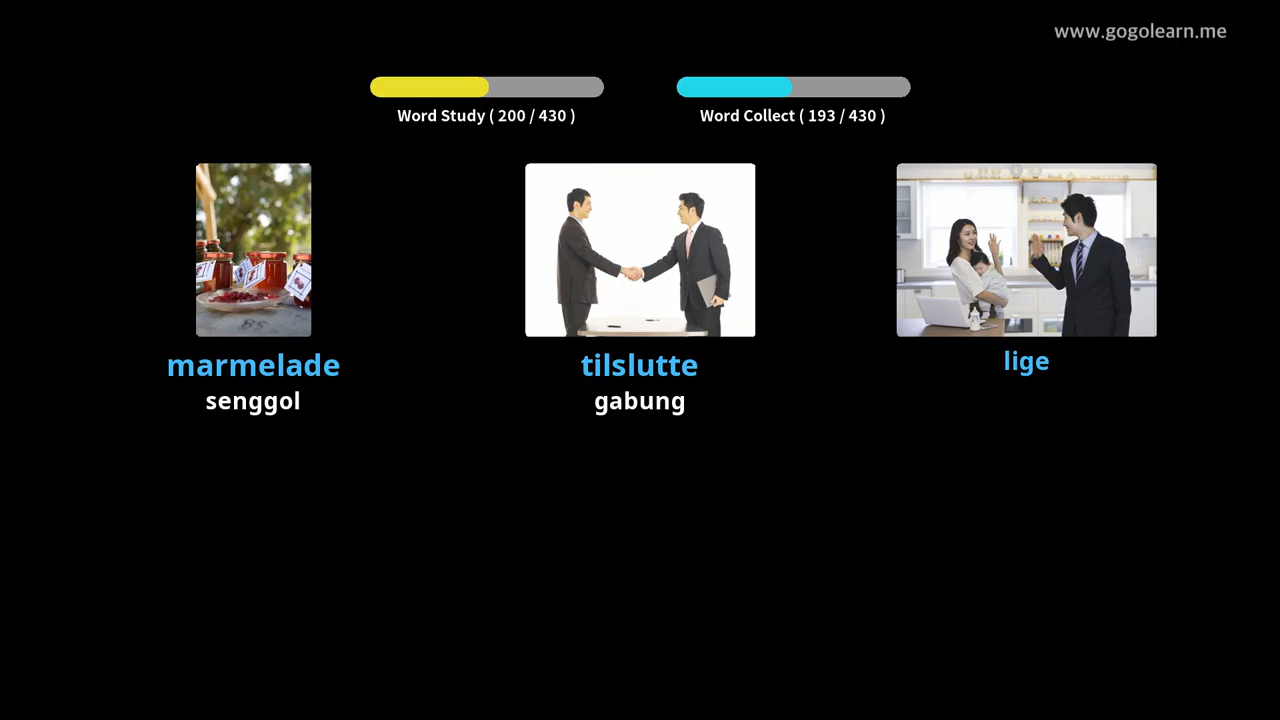 www.gogolearn.me
Word Study ( 200 / 430 )
Word Collect ( 193 / 430 )
marmelade
tilslutte
lige
senggol
gabung